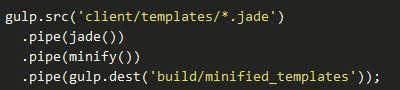 gulp.src('client/templates/*.jade')
.pipe(jade())
.pipe(minify())
.pipe(gulp.dest('build/minified_templates'));